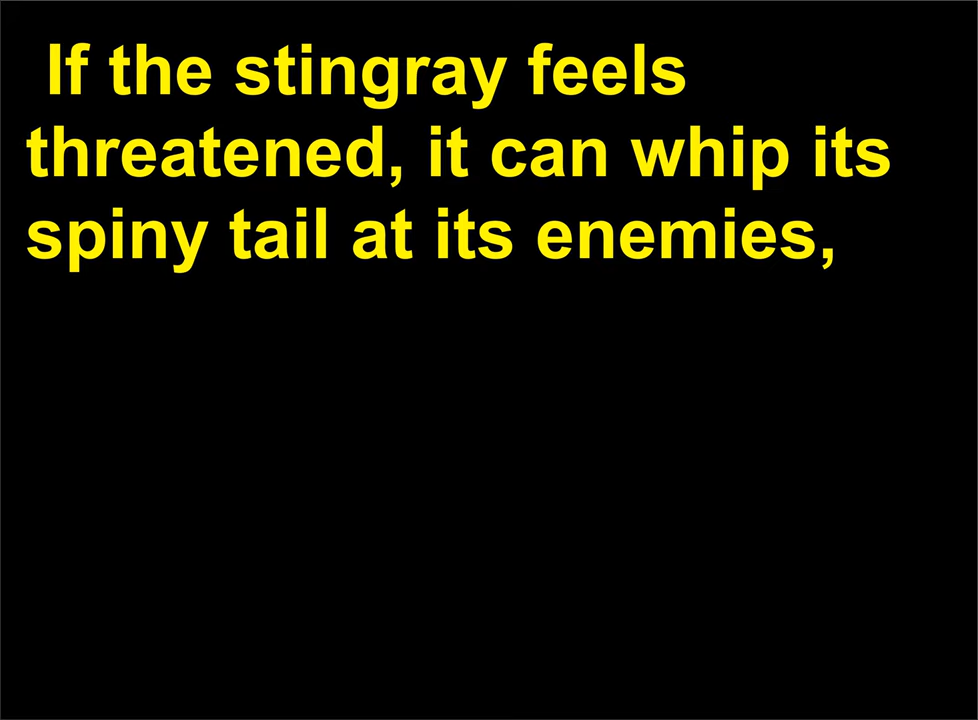 If the stingray feels
threatened, it can whip its
spiny tail at its enemies,